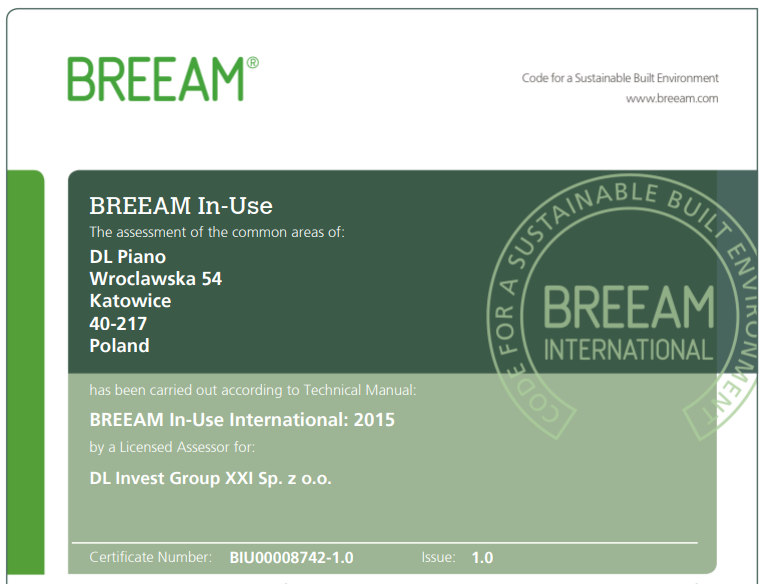 BREEAM®
Code for a Sustainable Built Environment
www.breeam.com
BREEAM In-Use
The assessment of the common areas of:
DL Piano
Wroclawska 54
Katowice
40-217
Poland
CODE FOR A SUSTAINABLE BUILT ENVIRONMENT
BREEAM
INTERNATIONAL
has been carried out according to Technical Manual:
BREEAM In-Use International: 2015
by a Licensed Assessor for:
DL Invest Group XXI Sp. z o.o.
Certificate Number: BIU00008742-1.0 Issue: 1.0